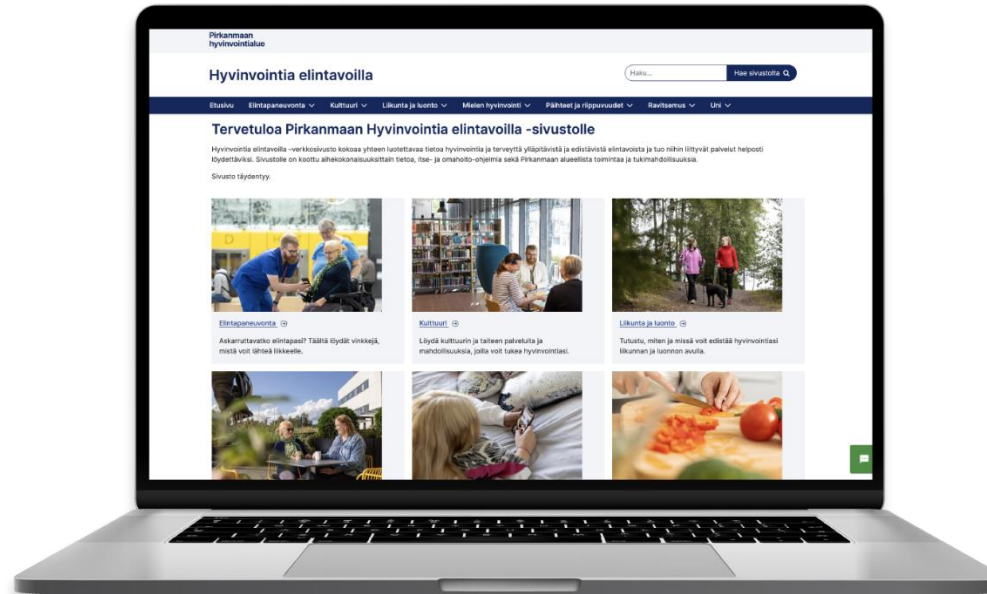 Pirkanmaan
hyvinvointialue
Hyvinvointia elintavoilla
Haku...
Hae sivustolta
Etusivu Elintapaneuvonta Kulttuuri Liikunta ja luonto Mielen hyvinvointi Päihteet ja riippuvuudet Ravitsemus Uni
Tervetuloa Pirkanmaan Hyvinvointia elintavoilla -sivustolle
Hyvinvointia elintavoilla -verkkosivusto kokoaa yhteen luotettavaa tietoa hyvinvointia ja terveyttä ylläpitävistä ja edistävistä elintavoista ja tuo niihin liittyvät palvelut helposti
löydettäviksi. Sivustolle on koottu aihekokonaisuuksittain tietoa, itse- ja omahoito-ohjelmia sekä Pirkanmaan alueellista toimintaa ja tukimahdollisuuksia.
Sivusto täydentyy.
D H
Elintapaneuvonta
Askarruttavatko elintapasi? Täältä löydät vinkkejä,
mistä voit lähteä liikkeelle.
Kulttuuri
Löydä kulttuurin ja taiteen palveluita ja
mahdollisuuksia, joilla voit tukea hyvinvointiasi.
Liikunta ja luonto
Tutustu, miten ja missä voit edistää hyvinvointiasi
liikunnan ja luonnon avulla.